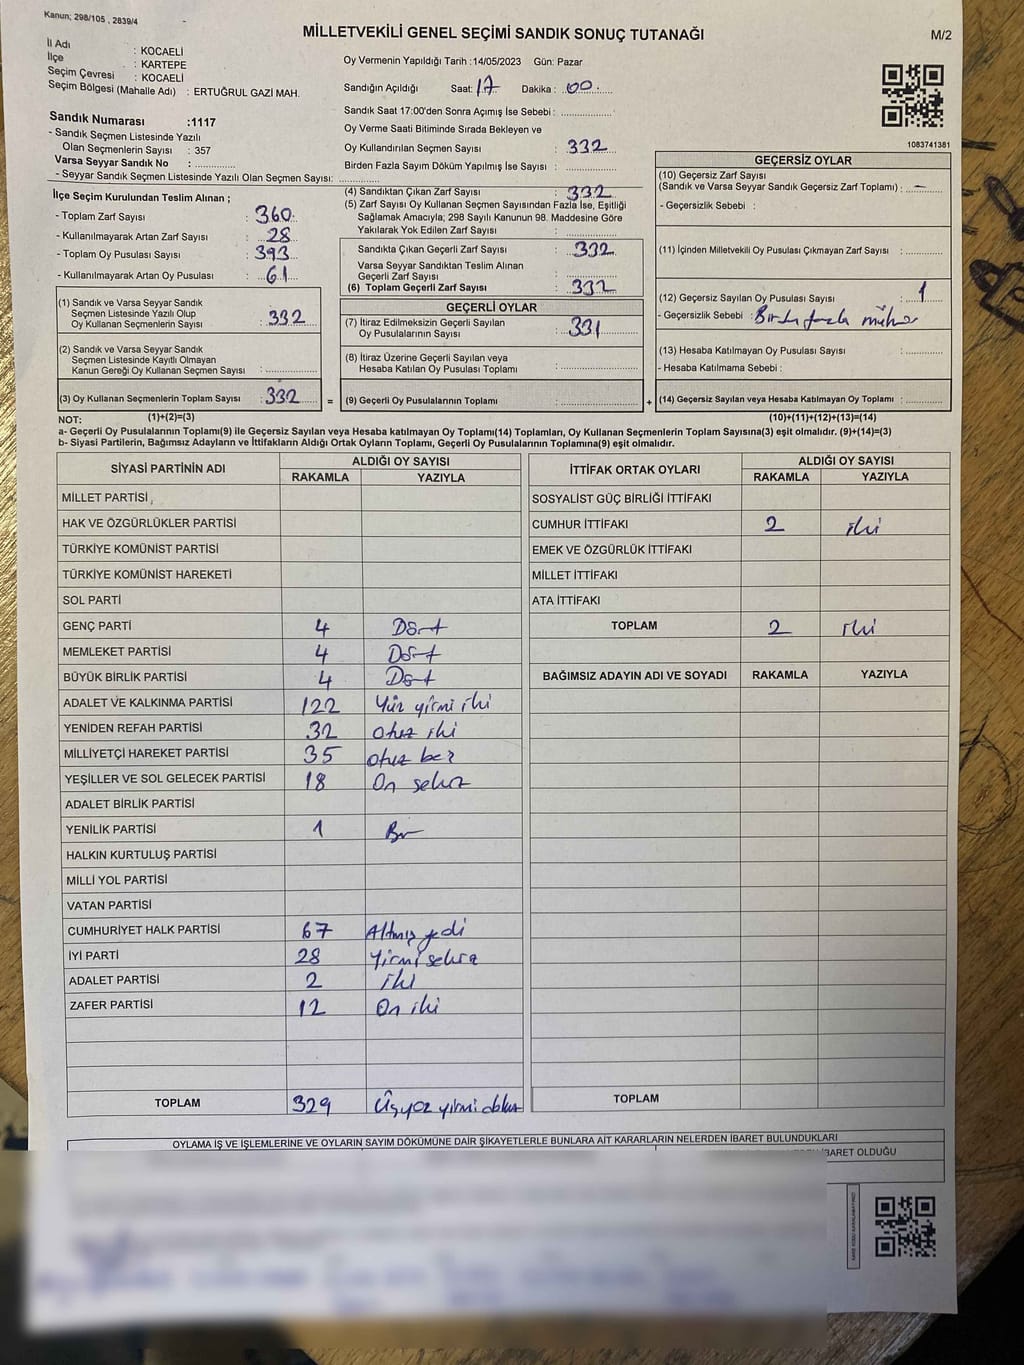 Kanun; 298/105 , 2839/4
MİLLETVEKİLİ GENEL SEÇİMİ SANDIK SONUÇ TUTANAĞI
M/2
İl Adı : KOCAELİ
İlçe : KARTEPE
Seçim Çevresi : KOCAELİ
Seçim Bölgesi (Mahalle Adı) : ERTUĞRUL GAZİ MAH.
Oy Vermenin Yapıldığı Tarih :14/05/2023 Gün: Pazar
Sandığın Açıldığı Saat: 17 Dakika : 00
Sandık Saat 17:00'den Sonra Açımış İse Sebebi :
Oy Verme Saati Bitiminde Sırada Bekleyen ve
Oy Kullandırılan Seçmen Sayısı : 332
Birden Fazla Sayım Döküm Yapılmış İse Sayısı :
1083741381
Sandık Numarası :1117
- Sandık Seçmen Listesinde Yazılı
Olan Seçmenlerin Sayısı : 357
Varsa Seyyar Sandık No :
- Seyyar Sandık Seçmen Listesinde Yazılı Olan Seçmen Sayısı:
İlçe Seçim Kurulundan Teslim Alınan ;
- Toplam Zarf Sayısı : 360
- Kullanılmayarak Artan Zarf Sayısı : 28
- Toplam Oy Pusulası Sayısı : 393
- Kullanılmayarak Artan Oy Pusulası : 61
(1) Sandık ve Varsa Seyyar Sandık
Seçmen Listesinde Yazılı Olup
Oy Kullanan Seçmenlerin Sayısı : 332
(2) Sandık ve Varsa Seyyar Sandık
Seçmen Listesinde Kayıtlı Olmayan
Kanun Gereği Oy Kullanan Seçmen Sayısı :
(3) Oy Kullanan Seçmenlerin Toplam Sayısı : 332
(1)+(2)=(3)
(4) Sandıktan Çıkan Zarf Sayısı : 332
(5) Zarf Sayısı Oy Kullanan Seçmen Sayısından Fazla İse, Eşitliği
Sağlamak Amacıyla; 298 Sayılı Kanunun 98. Maddesine Göre
Yakılarak Yok Edilen Zarf Sayısı :
Sandıkta Çıkan Geçerli Zarf Sayısı : 332
Varsa Seyyar Sandıktan Teslim Alınan
Geçerli Zarf Sayısı :
(6) Toplam Geçerli Zarf Sayısı : 332
GEÇERLİ OYLAR
(7) İtiraz Edilmeksizin Geçerli Sayılan
Oy Pusulalarının Sayısı : 331
(8) İtiraz Üzerine Geçerli Sayılan veya
Hesaba Katılan Oy Pusulası Toplamı :
= (9) Geçerli Oy Pusulalarının Toplamı :
GEÇERSİZ OYLAR
(10) Geçersiz Zarf Sayısı
(Sandık ve Varsa Seyyar Sandık Geçersiz Zarf Toplamı) : —
- Geçersizlik Sebebi :
(11) İçinden Milletvekili Oy Pusulası Çıkmayan Zarf Sayısı :
(12) Geçersiz Sayılan Oy Pusulası Sayısı : 1
- Geçersizlik Sebebi : Birden fazla mühür
(13) Hesaba Katılmayan Oy Pusulası Sayısı :
- Hesaba Katılmama Sebebi :
+ (14) Geçersiz Sayılan veya Hesaba Katılmayan Oy Toplamı :
(10)+(11)+(12)+(13)=(14)
NOT:
a- Geçerli Oy Pusulalarının Toplamı(9) ile Geçersiz Sayılan veya Hesaba katılmayan Oy Toplamı(14) Toplamları, Oy Kullanan Seçmenlerin Toplam Sayısına(3) eşit olmalıdır. (9)+(14)=(3)
b- Siyasi Partilerin, Bağımsız Adayların ve İttifakların Aldığı Ortak Oyların Toplamı, Geçerli Oy Pusulalarının Toplamına(9) eşit olmalıdır.
SİYASİ PARTİNİN ADI ALDIĞI OY SAYISI
RAKAMLA YAZIYLA
MİLLET PARTİSİ
HAK VE ÖZGÜRLÜKLER PARTİSİ
TÜRKİYE KOMÜNİST PARTİSİ
TÜRKİYE KOMÜNİST HAREKETİ
SOL PARTİ
GENÇ PARTİ 4 Dört
MEMLEKET PARTİSİ 4 Dört
BÜYÜK BİRLİK PARTİSİ 4 Dört
ADALET VE KALKINMA PARTİSİ 122 Yüz yirmi iki
YENİDEN REFAH PARTİSİ 32 otuz iki
MİLLİYETÇİ HAREKET PARTİSİ 35 otuz beş
YEŞİLLER VE SOL GELECEK PARTİSİ 18 On sekiz
ADALET BİRLİK PARTİSİ
YENİLİK PARTİSİ 1 Bir
HALKIN KURTULUŞ PARTİSİ
MİLLİ YOL PARTİSİ
VATAN PARTİSİ
CUMHURİYET HALK PARTİSİ 67 Altmış yedi
İYİ PARTİ 28 Yirmi sekiz
ADALET PARTİSİ 2 iki
ZAFER PARTİSİ 12 On iki
TOPLAM 329 Üçyüz yirmi dokuz
İTTİFAK ORTAK OYLARI ALDIĞI OY SAYISI
RAKAMLA YAZIYLA
SOSYALİST GÜÇ BİRLİĞİ İTTİFAKI
CUMHUR İTTİFAKI 2 iki
EMEK VE ÖZGÜRLÜK İTTİFAKI
MİLLET İTTİFAKI
ATA İTTİFAKI
TOPLAM 2 iki
BAĞIMSIZ ADAYIN ADI VE SOYADI RAKAMLA YAZIYLA
TOPLAM
OYLAMA İŞ VE İŞLEMLERİNE VE OYLARIN SAYIM DÖKÜMÜNE DAİR ŞİKAYETLERLE BUNLARA AİT KARARLARIN NELERDEN İBARET BULUNDUKLARI
İBARET OLDUĞU